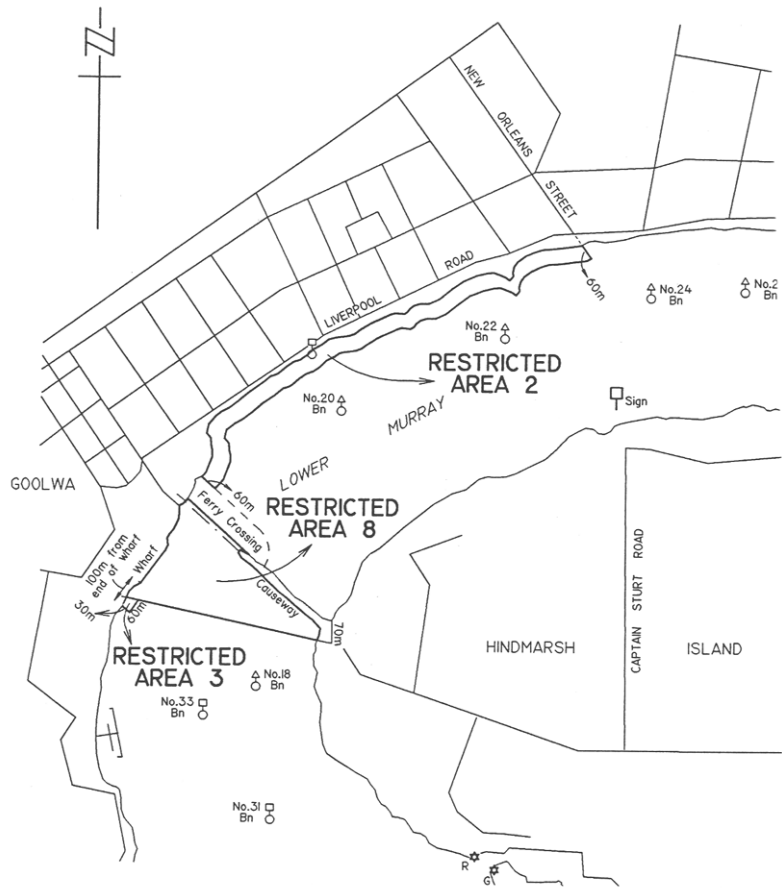 N
NEW
ORLEANS
STREET
LIVERPOOL
ROAD
60m
No.24
Bn
No.2
No.22
Bn
RESTRICTED
AREA 2
Sign
No.20
Bn
MURRAY
LOWER
GOOLWA
60m
Ferry Crossing
RESTRICTED
AREA 8
100m from
end of wharf
Wharf
Causeway
30m
60m
70m
RESTRICTED
AREA 3
No.18
Bn
No.33
Bn
HINDMARSH
ISLAND
CAPTAIN STURT ROAD
No.31
Bn
R
G